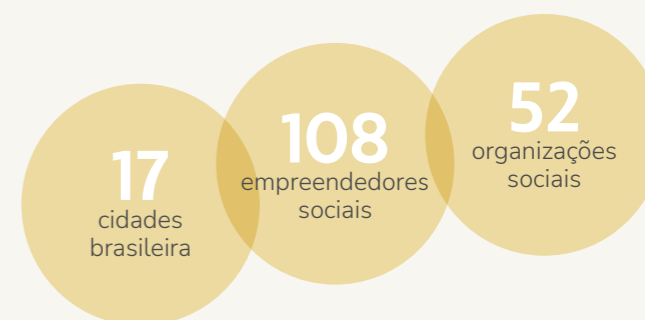 17
cidades
brasileira
108
empreendedores
sociais
52
organizações
sociais